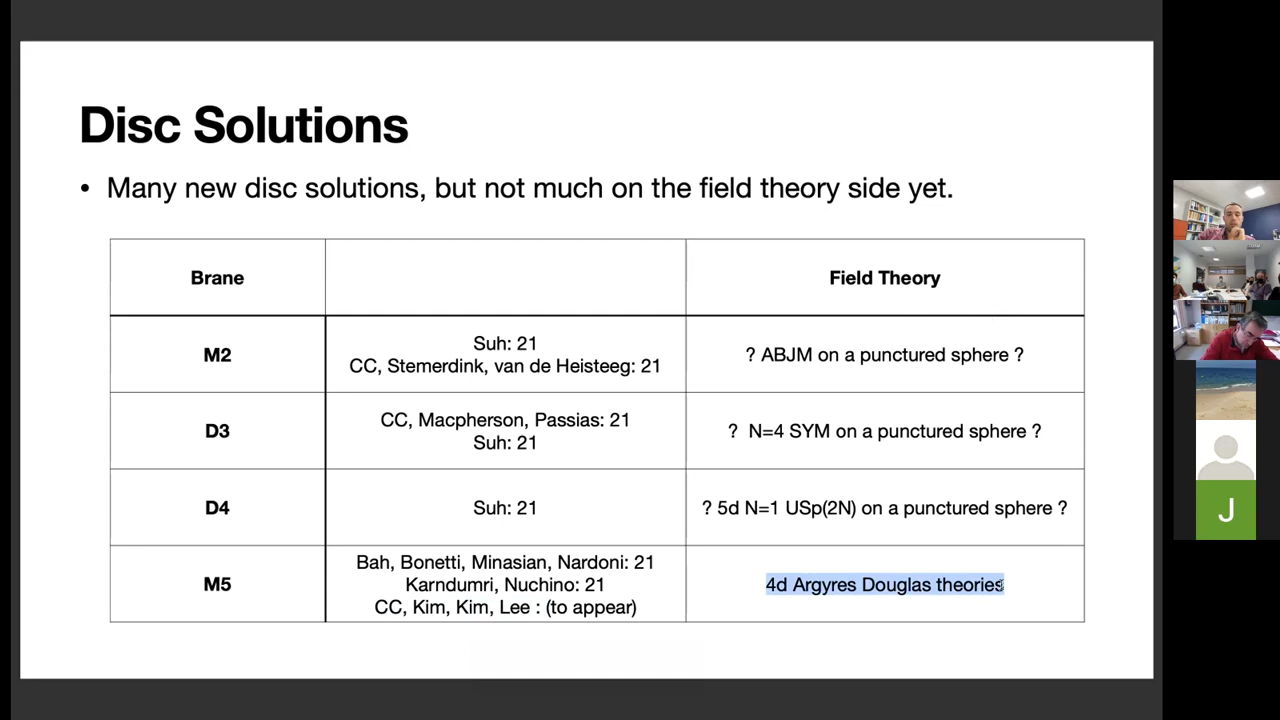 Disc Solutions
• Many new disc solutions, but not much on the field theory side yet.
Brane
Field Theory
M2
Suh: 21
CC, Stemerdink, van de Heisteeg: 21
? ABJM on a punctured sphere ?
D3
CC, Macpherson, Passias: 21
Suh: 21
? N=4 SYM on a punctured sphere ?
D4
Suh: 21
? 5d N=1 USp(2N) on a punctured sphere ?
M5
Bah, Bonetti, Minasian, Nardoni: 21
Karndumri, Nuchino: 21
CC, Kim, Kim, Lee : (to appear)
4d Argyres Douglas theories
J